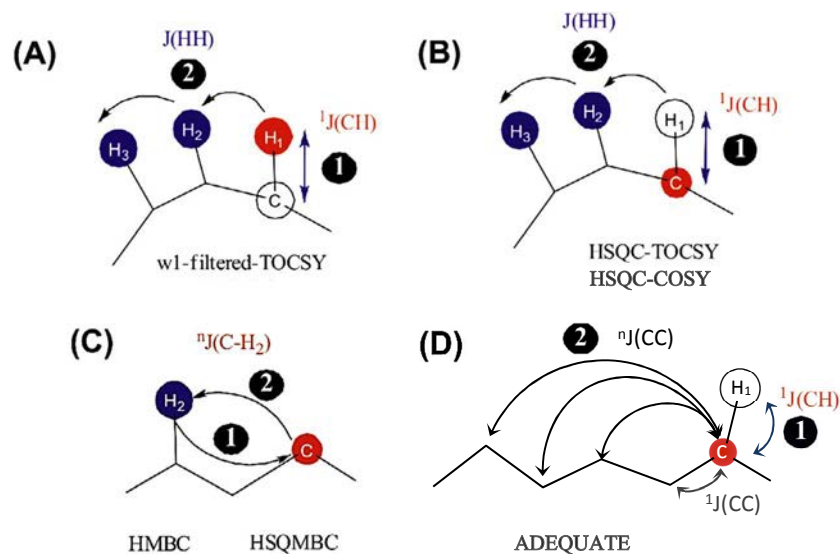 (A)
J(HH)
2
H3
H2
H1
¹J(CH)
1
C
w1-filtered-TOCSY
(B)
J(HH)
2
H3
H2
H1
¹J(CH)
1
C
HSQC-TOCSY
HSQC-COSY
(C)
ⁿJ(C-H₂)
2
H2
1
C
HMBC HSQMBC
(D)
2 ⁿJ(CC)
H1
¹J(CH)
1
C
¹J(CC)
ADEQUATE